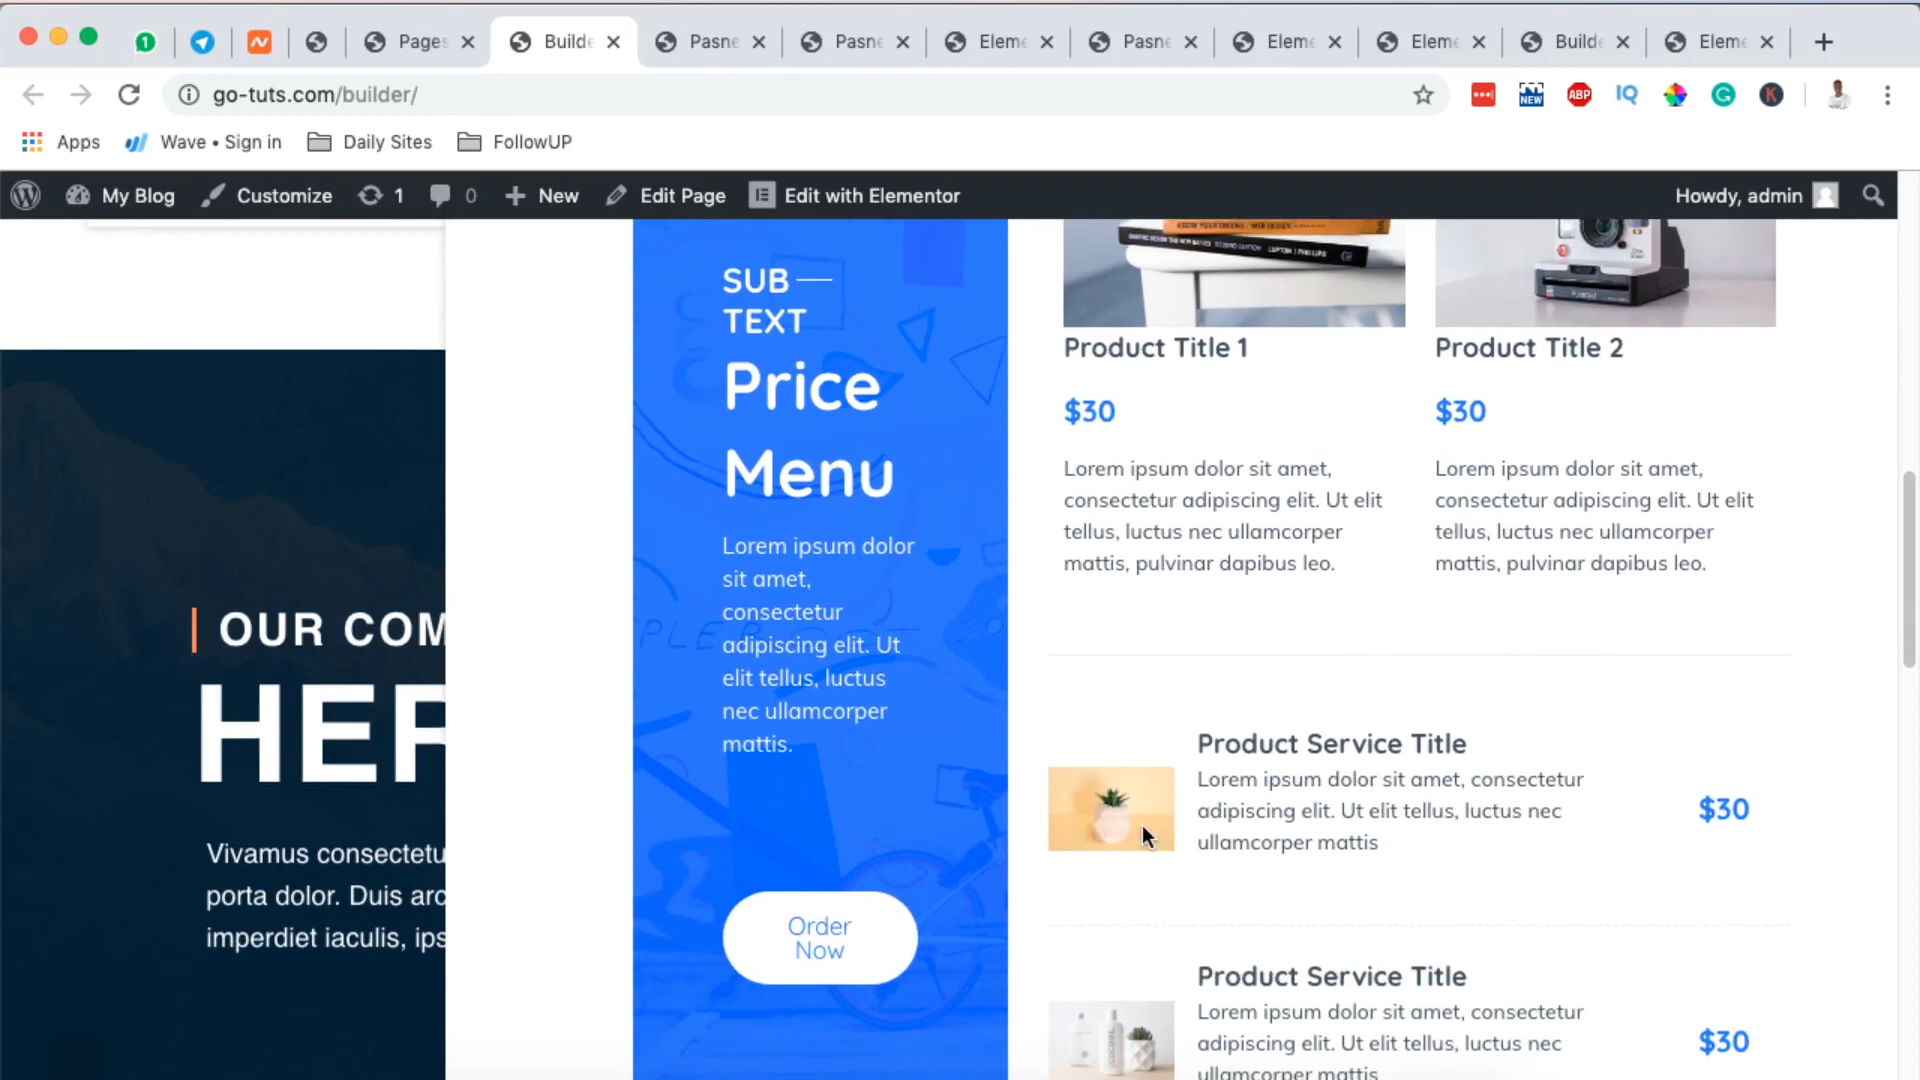 1
Pages
Builde
Pasne
Pasne
Eleme
Pasne
Eleme
Eleme
Builde
Eleme
go-tuts.com/builder/
NEW
ABP
IQ
K
Apps
Wave • Sign in
Daily Sites
FollowUP
My Blog
Customize
1
0
New
Edit Page
Edit with Elementor
Howdy, admin
OUR COM
HER
Vivamus consectetu
porta dolor. Duis arc
imperdiet iaculis, ips
SUB
TEXT
Price
Menu
Lorem ipsum dolor
sit amet,
consectetur
adipiscing elit. Ut
elit tellus, luctus
nec ullamcorper
mattis.
Order
Now
Product Title 1
$30
Lorem ipsum dolor sit amet,
consectetur adipiscing elit. Ut elit
tellus, luctus nec ullamcorper
mattis, pulvinar dapibus leo.
Product Title 2
$30
Lorem ipsum dolor sit amet,
consectetur adipiscing elit. Ut elit
tellus, luctus nec ullamcorper
mattis, pulvinar dapibus leo.
Product Service Title
Lorem ipsum dolor sit amet, consectetur
adipiscing elit. Ut elit tellus, luctus nec
ullamcorper mattis
$30
Product Service Title
Lorem ipsum dolor sit amet, consectetur
adipiscing elit. Ut elit tellus, luctus nec
ullamcorper mattis
$30